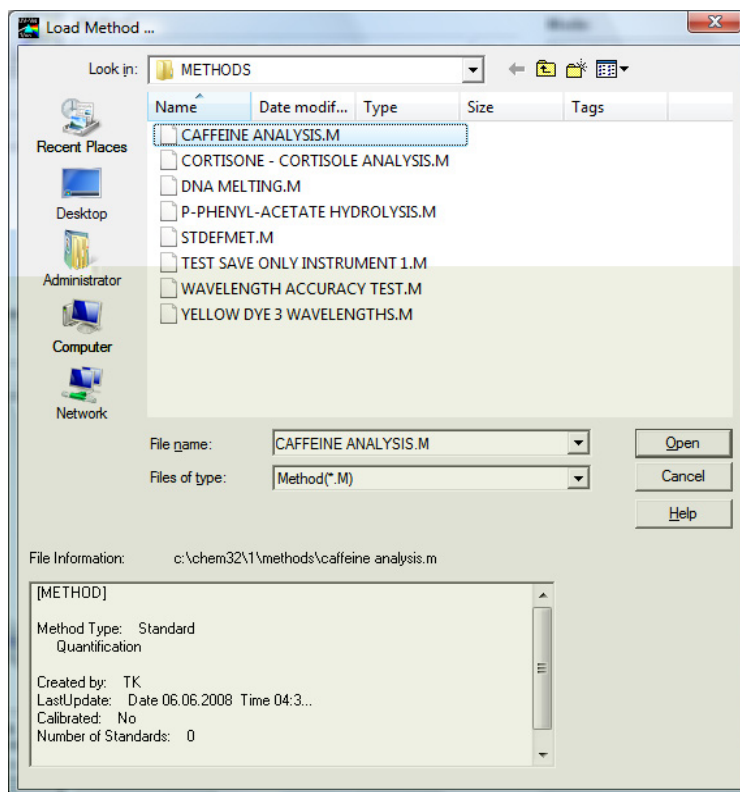 Load Method ...
Look in: METHODS
Name Date modif... Type Size Tags
Recent Places
Desktop
Administrator
Computer
Network
CAFFEINE ANALYSIS.M
CORTISONE - CORTISOLE ANALYSIS.M
DNA MELTING.M
P-PHENYL-ACETATE HYDROLYSIS.M
STDEFMET.M
TEST SAVE ONLY INSTRUMENT 1.M
WAVELENGTH ACCURACY TEST.M
YELLOW DYE 3 WAVELENGTHS.M
File name: CAFFEINE ANALYSIS.M Open
Files of type: Method(*.M) Cancel
Help
File Information: c:\chem32\1\methods\caffeine analysis.m
[METHOD]
Method Type: Standard
Quantification
Created by: TK
LastUpdate: Date 06.06.2008 Time 04:3...
Calibrated: No
Number of Standards: 0